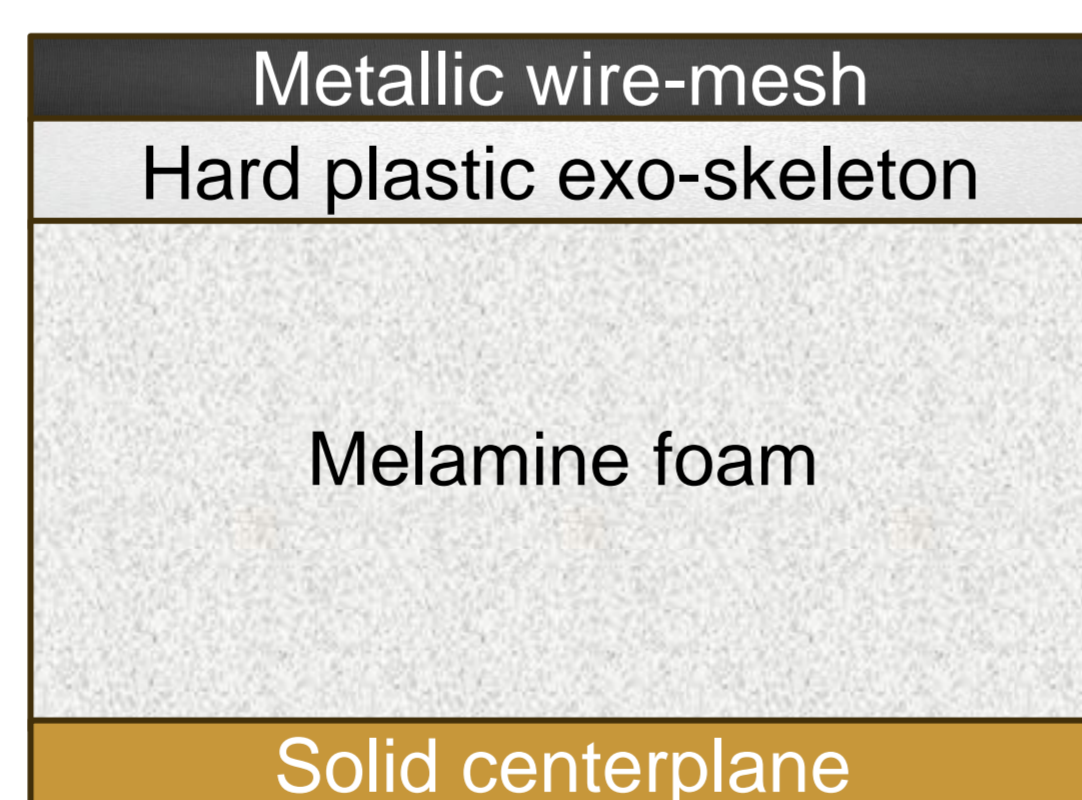 Metallic wire-mesh
Hard plastic exo-skeleton
Melamine foam
Solid centerplane